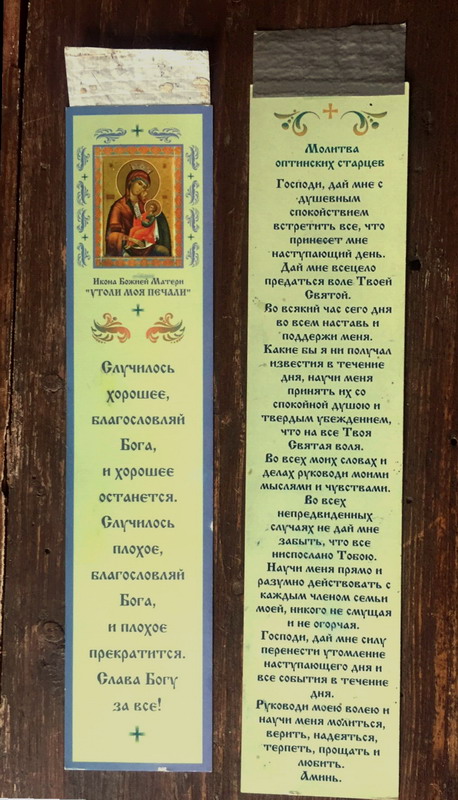 Икона Божией Матери
"УТОЛИ МОЯ ПЕЧАЛИ"
Случилось
хорошее,
благословляй
Бога,
и хорошее
останется.
Случилось
плохое,
благословляй
Бога,
и плохое
прекратится.
Слава Богу
за все!
Молитва
оптинских старцев
Господи, дай мне с
душевным
спокойствием
встретить все, что
принесет мне
наступающий день.
Дай мне всецело
предаться воле Твоей
Святой.
Во всякий час сего дня
во всем наставь и
поддержи меня.
Какие бы я ни получал
известия в течение
дня, научи меня
принять их со
спокойной душою и
твердым убеждением,
что на все Твоя
Святая воля.
Во всех моих словах и
делах руководи моими
мыслями и чувствами.
Во всех
непредвиденных
случаях не дай мне
забыть, что все
ниспослано Тобою.
Научи меня прямо и
разумно действовать с
каждым членом семьи
моей, никого не смущая
и не огорчая.
Господи, дай мне силу
перенести утомление
наступающего дня и
все события в течение
дня.
Руководи моею волею и
научи меня молиться,
верить, надеяться,
терпеть, прощать и
любить.
Аминь.